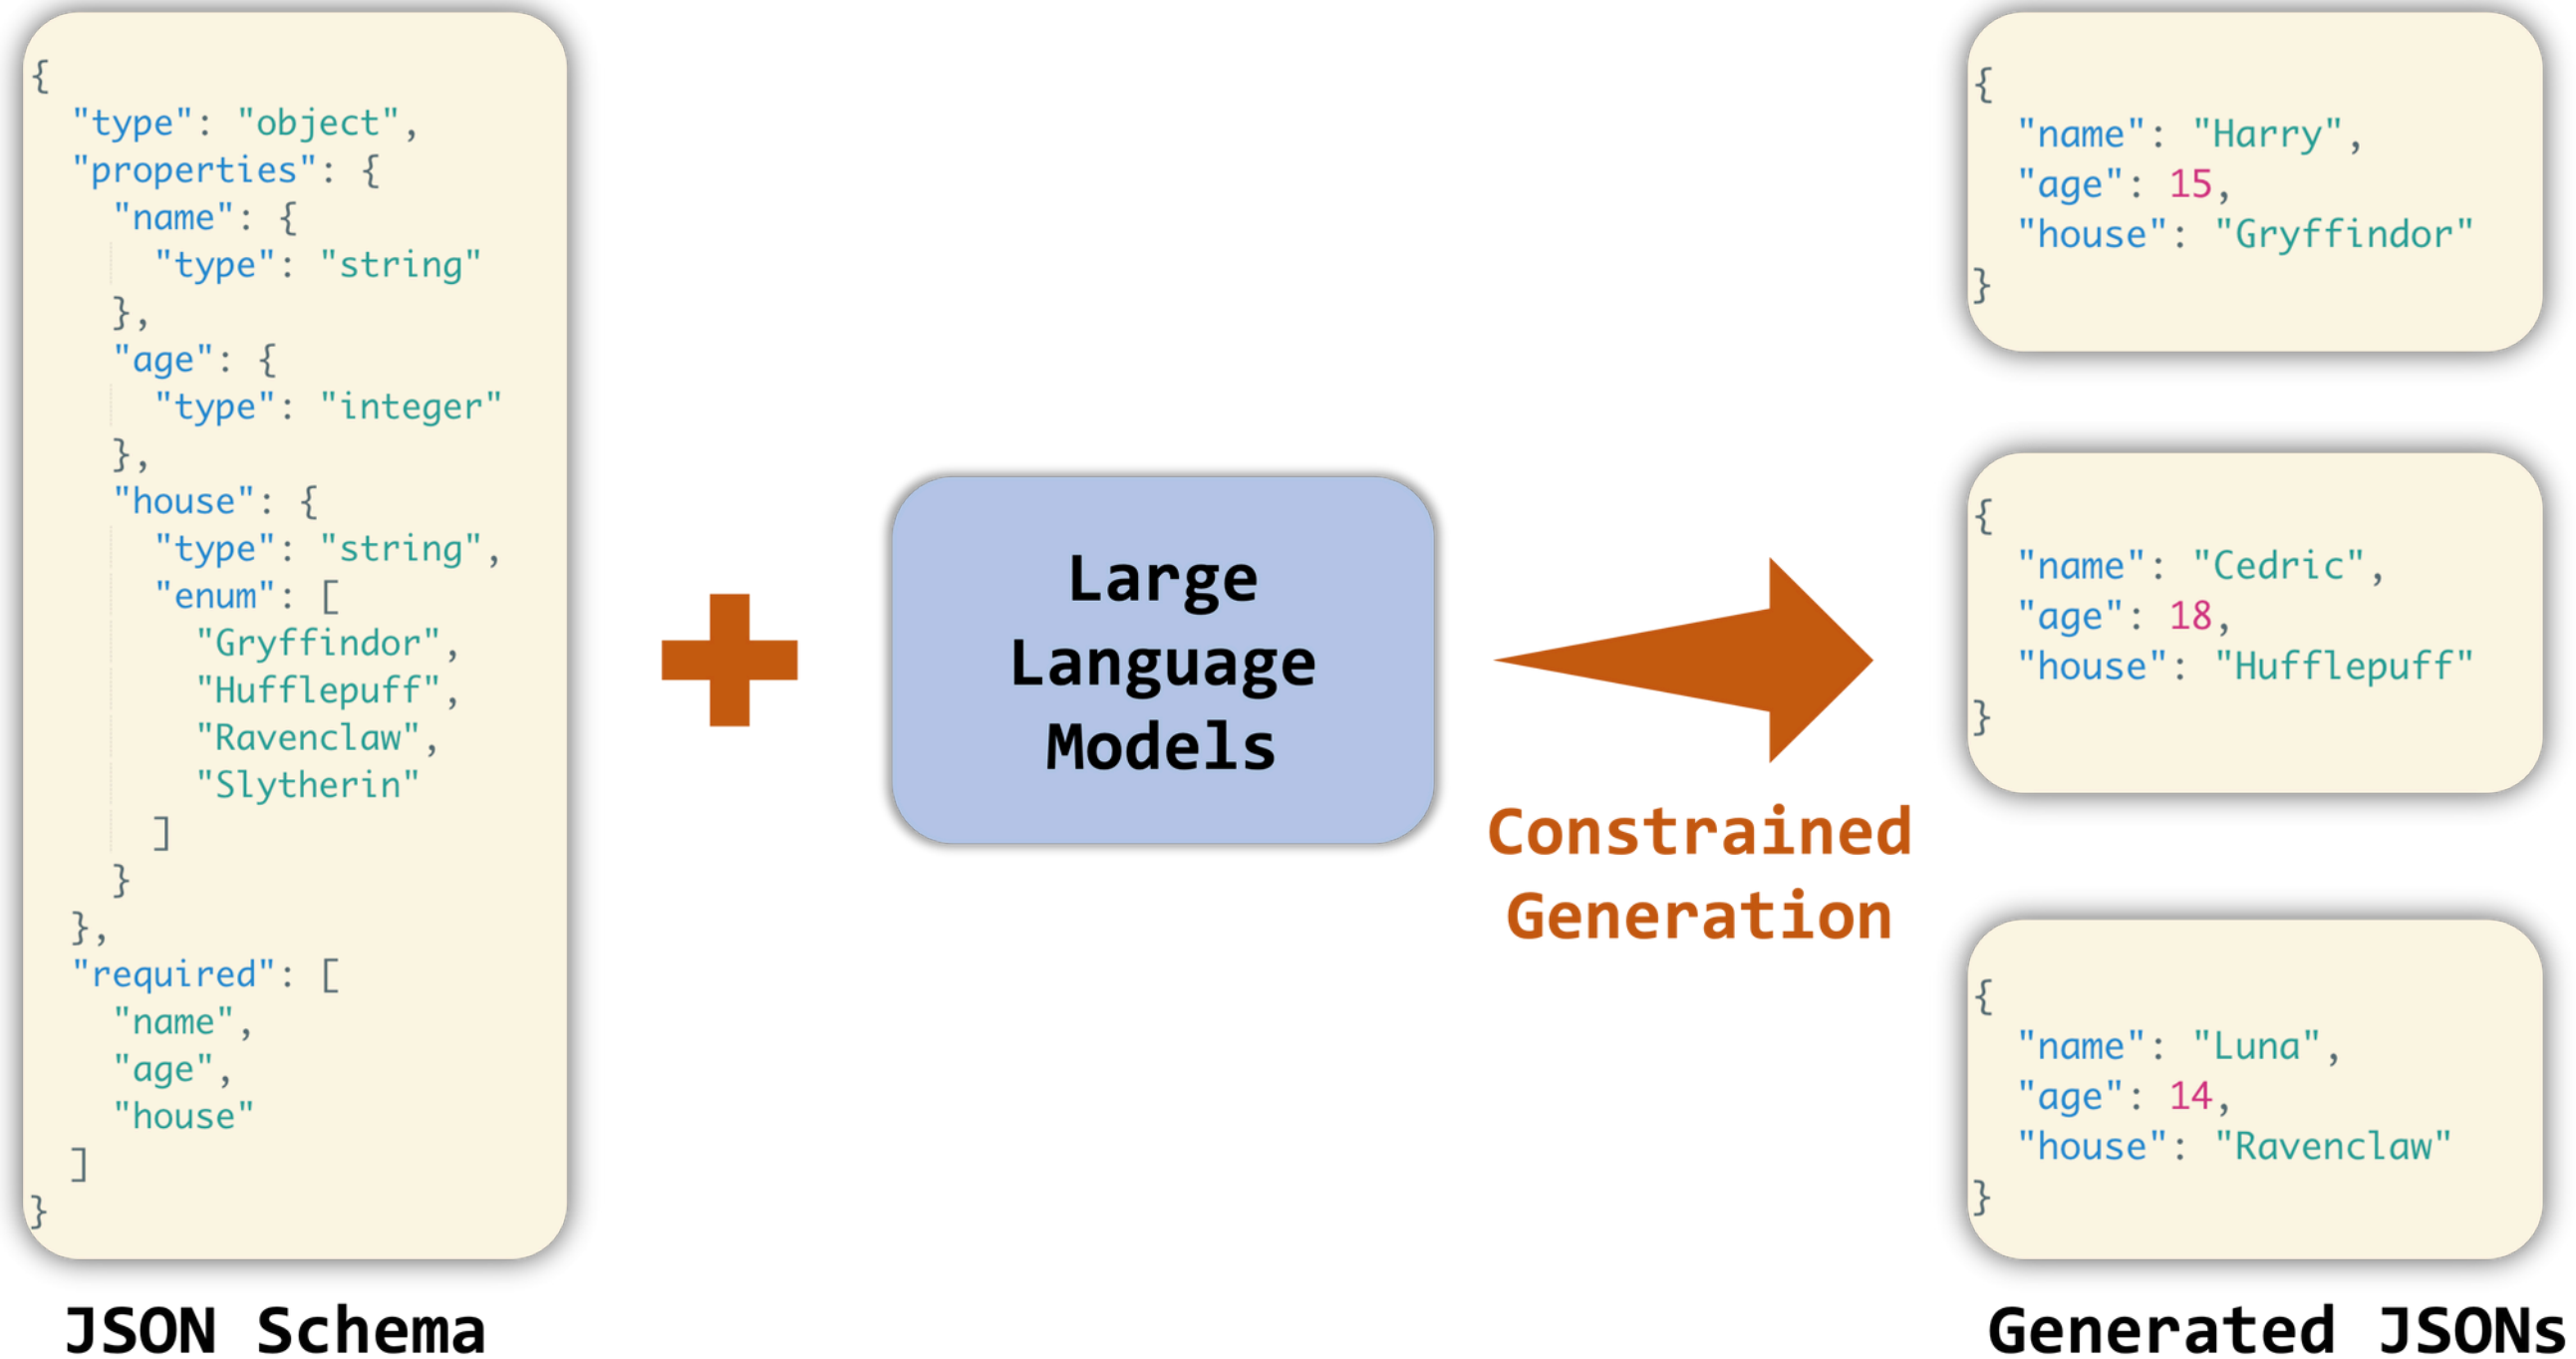 {
  "type": "object",
  "properties": {
    "name": {
      "type": "string"
    },
    "age": {
      "type": "integer"
    },
    "house": {
      "type": "string",
      "enum": [
        "Gryffindor",
        "Hufflepuff",
        "Ravenclaw",
        "Slytherin"
      ]
    }
  },
  "required": [
    "name",
    "age",
    "house"
  ]
}
JSON Schema
Large
Language
Models
Constrained
Generation
{
  "name": "Harry",
  "age": 15,
  "house": "Gryffindor"
}
{
  "name": "Cedric",
  "age": 18,
  "house": "Hufflepuff"
}
{
  "name": "Luna",
  "age": 14,
  "house": "Ravenclaw"
}
Generated JSONs